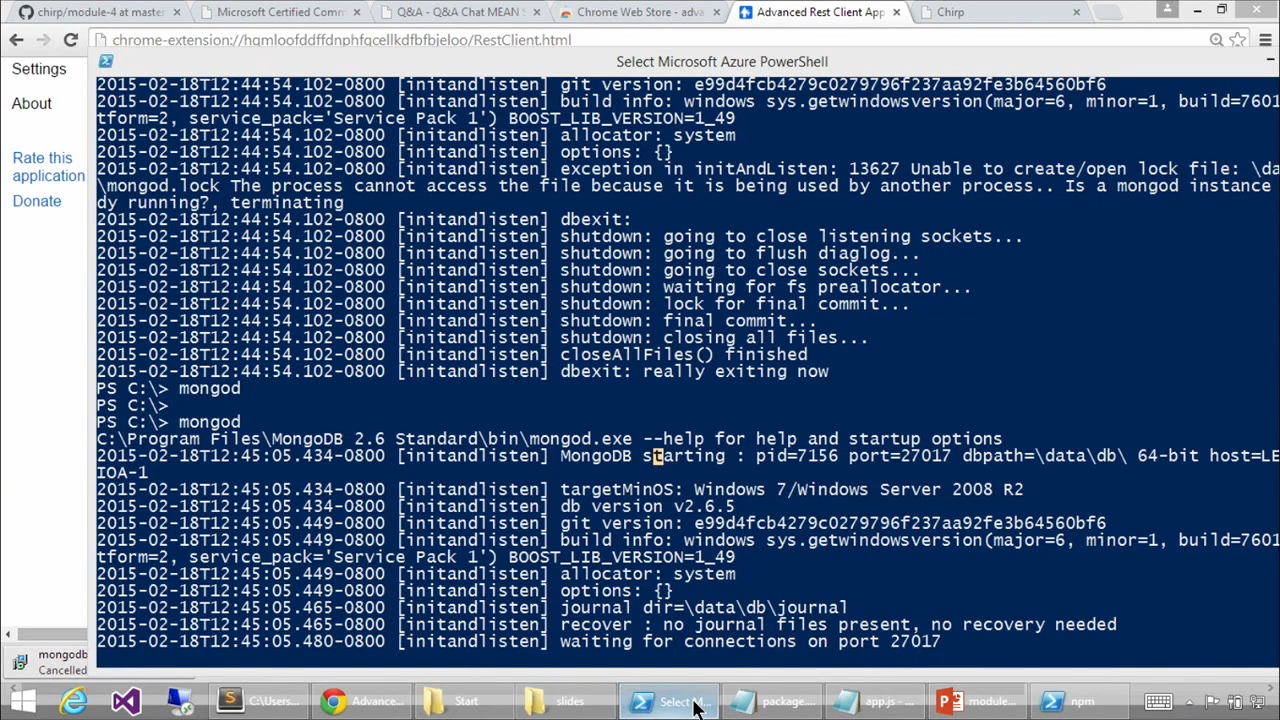 chirp/module-4 at master
Microsoft Certified Comm
Q&A - Q&A Chat MEAN S
Chrome Web Store - adva
Advanced Rest Client App
Chirp
chrome-extension://hgmloofddffdnphfgcellkdfbfbjeloo/RestClient.html
Settings
About
Rate this
application
Donate
Select Microsoft Azure PowerShell
2015-02-18T12:44:54.102-0800 [initandlisten] git version: e99d4fcb4279c0279796f237aa92fe3b64560bf6
2015-02-18T12:44:54.102-0800 [initandlisten] build info: windows sys.getwindowsversion(major=6, minor=1, build=7601
tform=2, service_pack='Service Pack 1') BOOST_LIB_VERSION=1_49
2015-02-18T12:44:54.102-0800 [initandlisten] allocator: system
2015-02-18T12:44:54.102-0800 [initandlisten] options: {}
2015-02-18T12:44:54.102-0800 [initandlisten] exception in initAndListen: 13627 Unable to create/open lock file: \da
\mongod.lock The process cannot access the file because it is being used by another process.. Is a mongod instance
dy running?, terminating
2015-02-18T12:44:54.102-0800 [initandlisten] dbexit:
2015-02-18T12:44:54.102-0800 [initandlisten] shutdown: going to close listening sockets...
2015-02-18T12:44:54.102-0800 [initandlisten] shutdown: going to flush diaglog...
2015-02-18T12:44:54.102-0800 [initandlisten] shutdown: going to close sockets...
2015-02-18T12:44:54.102-0800 [initandlisten] shutdown: waiting for fs preallocator...
2015-02-18T12:44:54.102-0800 [initandlisten] shutdown: lock for final commit...
2015-02-18T12:44:54.102-0800 [initandlisten] shutdown: final commit...
2015-02-18T12:44:54.102-0800 [initandlisten] shutdown: closing all files...
2015-02-18T12:44:54.102-0800 [initandlisten] closeAllFiles() finished
2015-02-18T12:44:54.102-0800 [initandlisten] dbexit: really exiting now
PS C:\> mongod
PS C:\>
PS C:\> mongod
C:\Program Files\MongoDB 2.6 Standard\bin\mongod.exe --help for help and startup options
2015-02-18T12:45:05.434-0800 [initandlisten] MongoDB starting : pid=7156 port=27017 dbpath=\data\db\ 64-bit host=LE
IOA-1
2015-02-18T12:45:05.434-0800 [initandlisten] targetMinOS: Windows 7/Windows Server 2008 R2
2015-02-18T12:45:05.434-0800 [initandlisten] db version v2.6.5
2015-02-18T12:45:05.449-0800 [initandlisten] git version: e99d4fcb4279c0279796f237aa92fe3b64560bf6
2015-02-18T12:45:05.449-0800 [initandlisten] build info: windows sys.getwindowsversion(major=6, minor=1, build=7601
tform=2, service_pack='Service Pack 1') BOOST_LIB_VERSION=1_49
2015-02-18T12:45:05.449-0800 [initandlisten] allocator: system
2015-02-18T12:45:05.449-0800 [initandlisten] options: {}
2015-02-18T12:45:05.465-0800 [initandlisten] journal dir=\data\db\journal
2015-02-18T12:45:05.465-0800 [initandlisten] recover : no journal files present, no recovery needed
2015-02-18T12:45:05.480-0800 [initandlisten] waiting for connections on port 27017
mongodb
Cancelled
C:\Users...
Advance...
Start
slides
Select M...
package....
app.js - ...
module...
npm